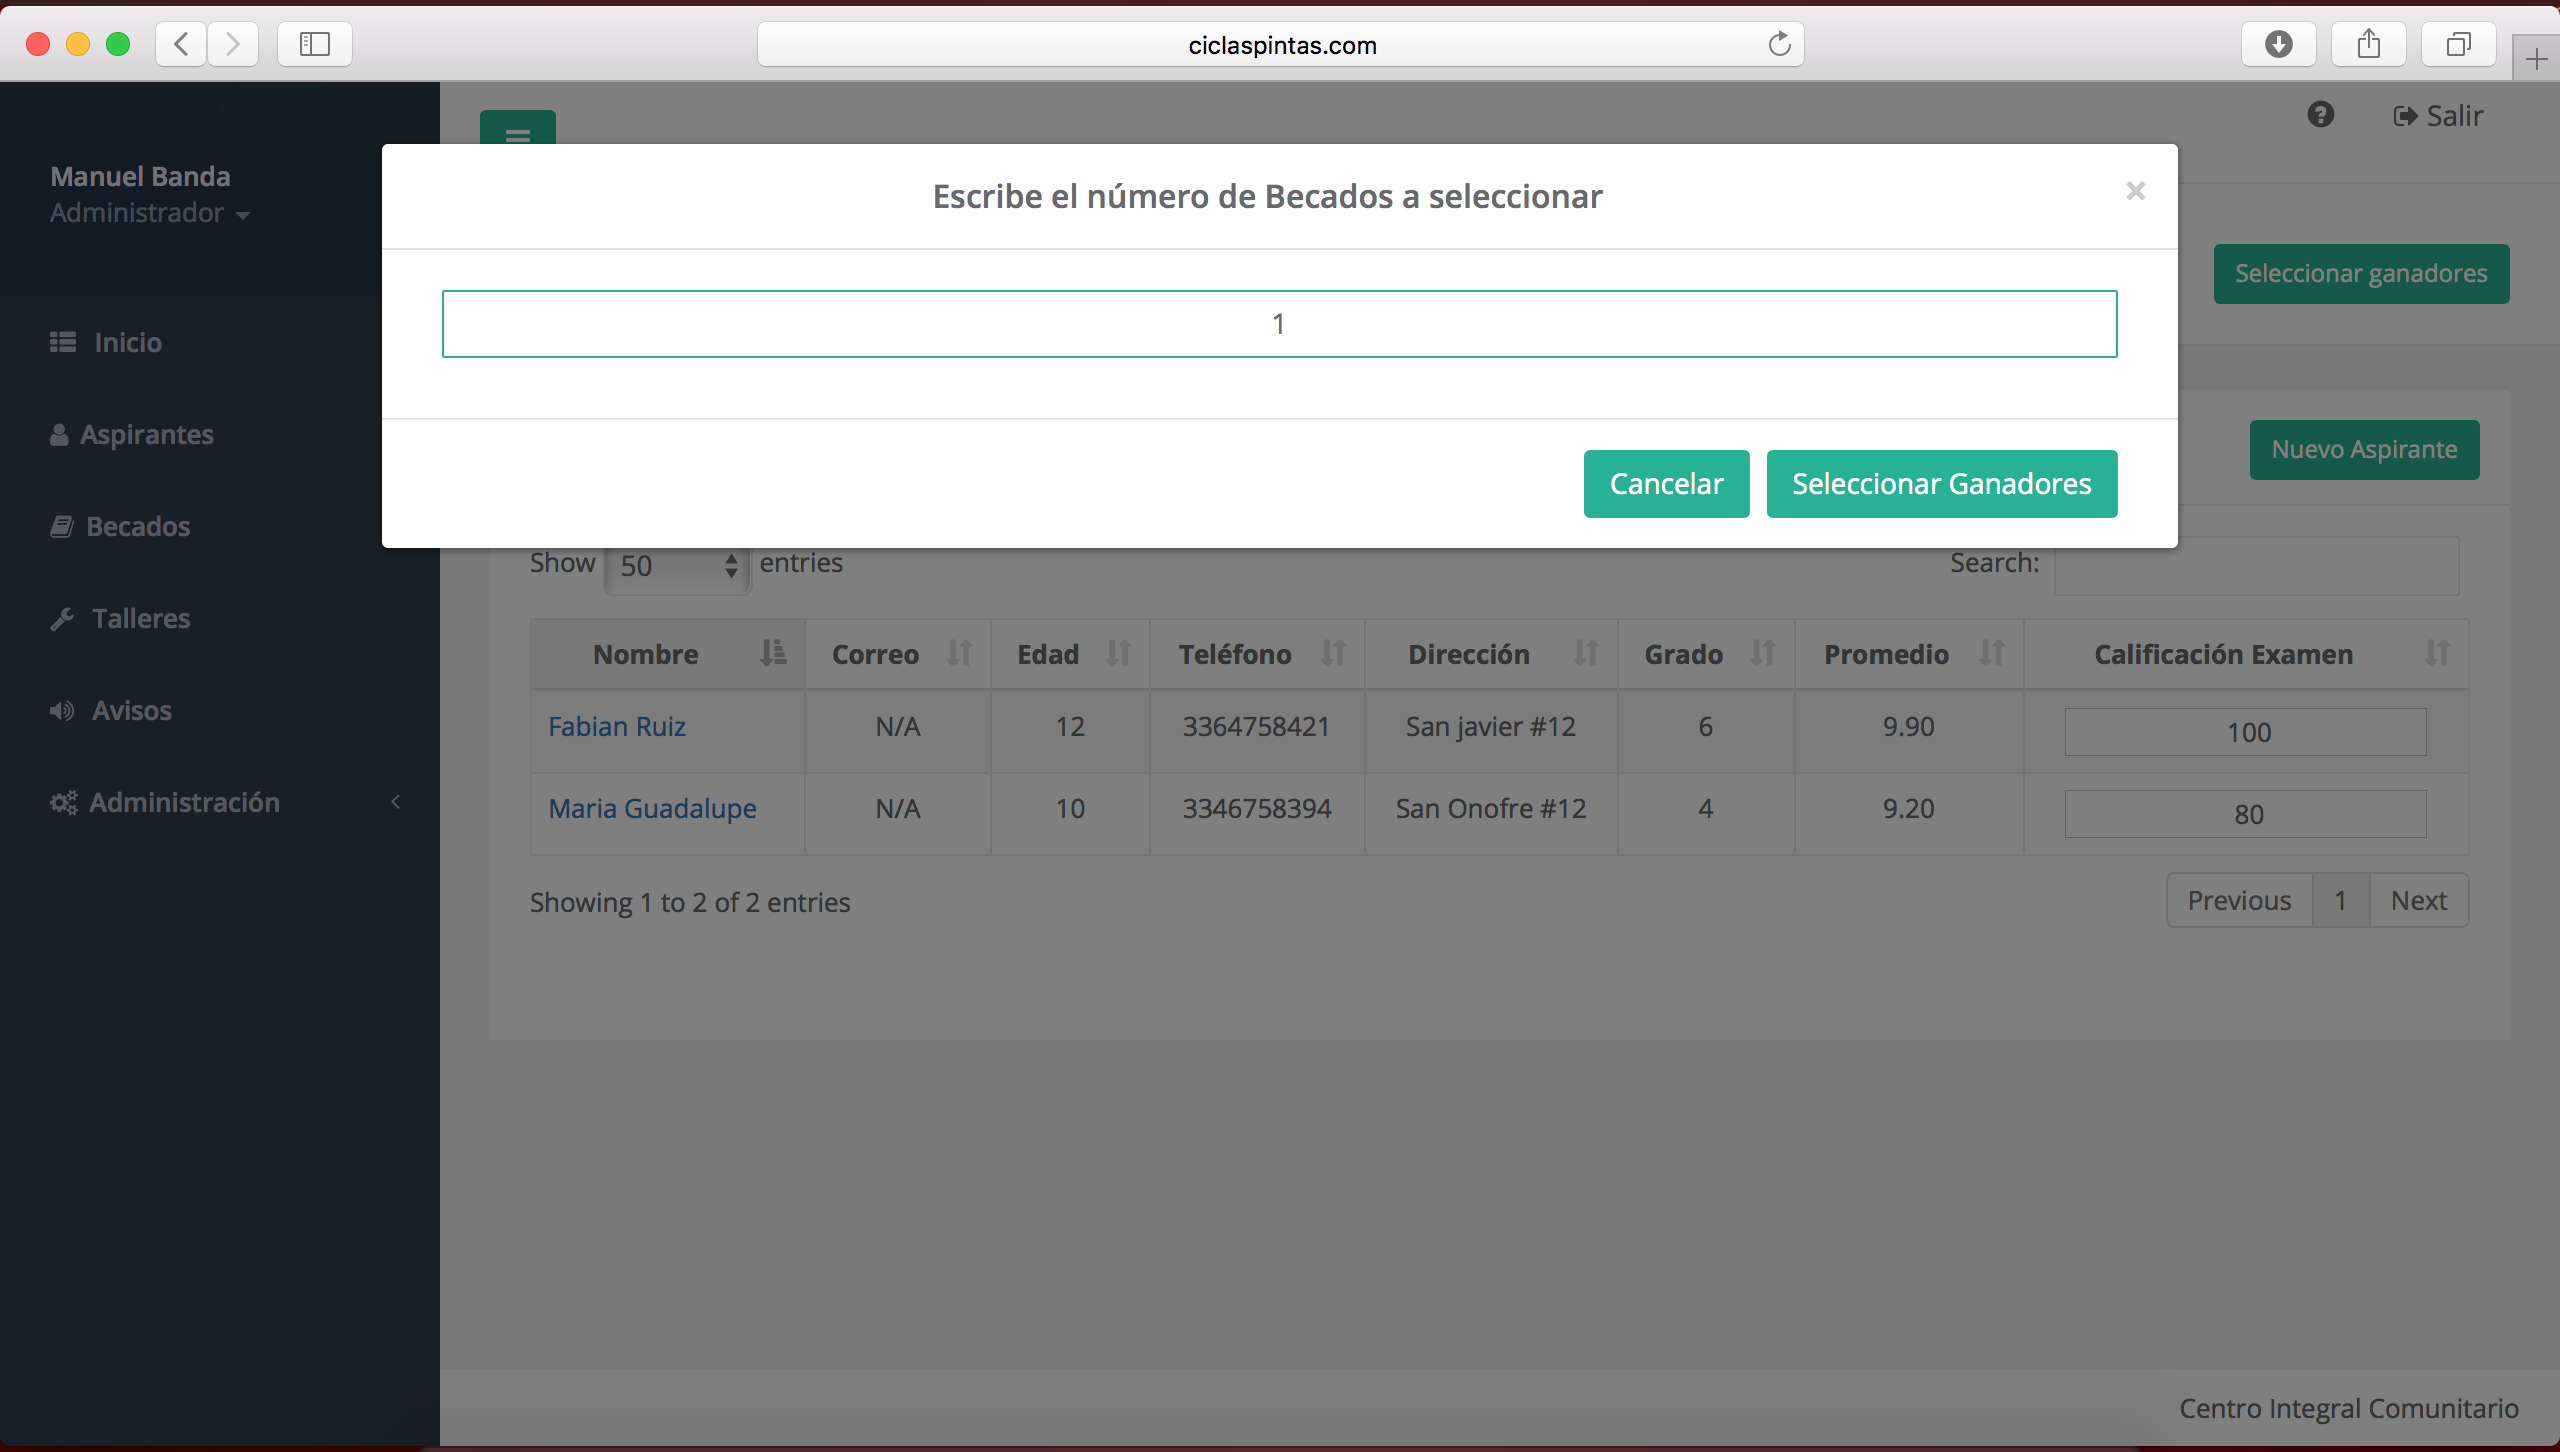 ciclaspintas.com
Salir
Manuel Banda
Administrador
Escribe el número de Becados a seleccionar
×
Seleccionar ganadores
1
Inicio
Aspirantes
Becados
Talleres
Avisos
Administración
Nuevo Aspirante
Cancelar
Seleccionar Ganadores
Show 50 entries
Search:
Nombre Correo Edad Teléfono Dirección Grado Promedio Calificación Examen
Fabian Ruiz N/A 12 3364758421 San javier #12 6 9.90 100
Maria Guadalupe N/A 10 3346758394 San Onofre #12 4 9.20 80
Showing 1 to 2 of 2 entries
Previous 1 Next
Centro Integral Comunitario